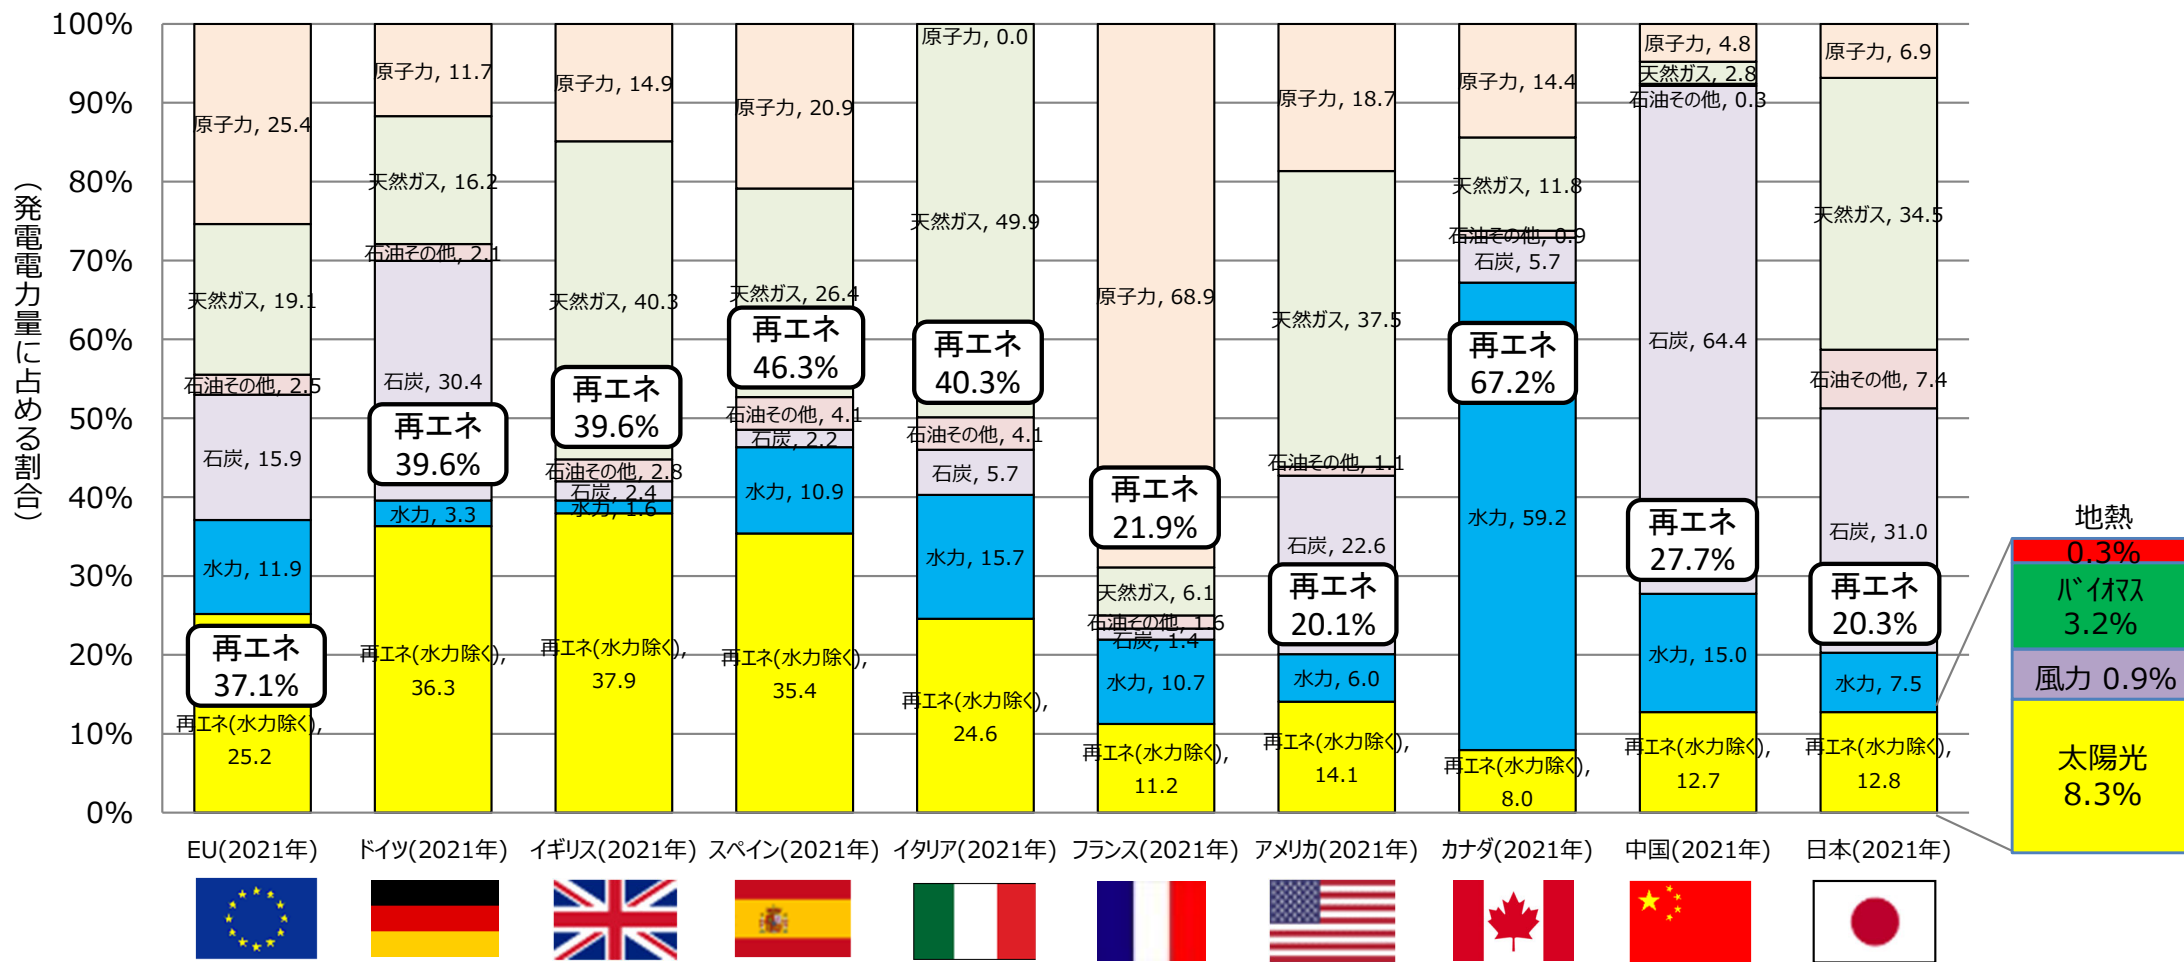 100%
90%
80%
70%
60%
50%
40%
30%
20%
10%
0%
（発電電力量に占める割合）
原子力, 25.4
天然ガス, 19.1
石油その他, 2.5
石炭, 15.9
水力, 11.9
再エネ
37.1%
再エネ(水力除く),
25.2
EU(2021年)
原子力, 11.7
天然ガス, 16.2
石油その他, 2.1
石炭, 30.4
再エネ
39.6%
水力, 3.3
再エネ(水力除く),
36.3
ドイツ(2021年)
原子力, 14.9
天然ガス, 40.3
再エネ
39.6%
石油その他, 2.8
石炭, 2.4
水力, 1.6
再エネ(水力除く),
37.9
イギリス(2021年)
原子力, 20.9
天然ガス, 26.4
再エネ
46.3%
石油その他, 4.1
石炭, 2.2
水力, 10.9
再エネ(水力除く),
35.4
スペイン(2021年)
原子力, 0.0
天然ガス, 49.9
再エネ
40.3%
石油その他, 4.1
石炭, 5.7
水力, 15.7
再エネ(水力除く),
24.6
イタリア(2021年)
原子力, 68.9
再エネ
21.9%
天然ガス, 6.1
石油その他, 1.6
石炭, 1.4
水力, 10.7
再エネ(水力除く),
11.2
フランス(2021年)
原子力, 18.7
天然ガス, 37.5
石油その他, 1.1
石炭, 22.6
再エネ
20.1%
水力, 6.0
再エネ(水力除く),
14.1
アメリカ(2021年)
原子力, 14.4
天然ガス, 11.8
石油その他, 0.9
石炭, 5.7
再エネ
67.2%
水力, 59.2
再エネ(水力除く),
8.0
カナダ(2021年)
原子力, 4.8
天然ガス, 2.8
石油その他, 0.3
石炭, 64.4
再エネ
27.7%
水力, 15.0
再エネ(水力除く),
12.7
中国(2021年)
原子力, 6.9
天然ガス, 34.5
石油その他, 7.4
石炭, 31.0
再エネ
20.3%
水力, 7.5
再エネ(水力除く),
12.8
日本(2021年)
地熱
0.3%
ﾊﾞｲｵﾏｽ
3.2%
風力 0.9%
太陽光
8.3%